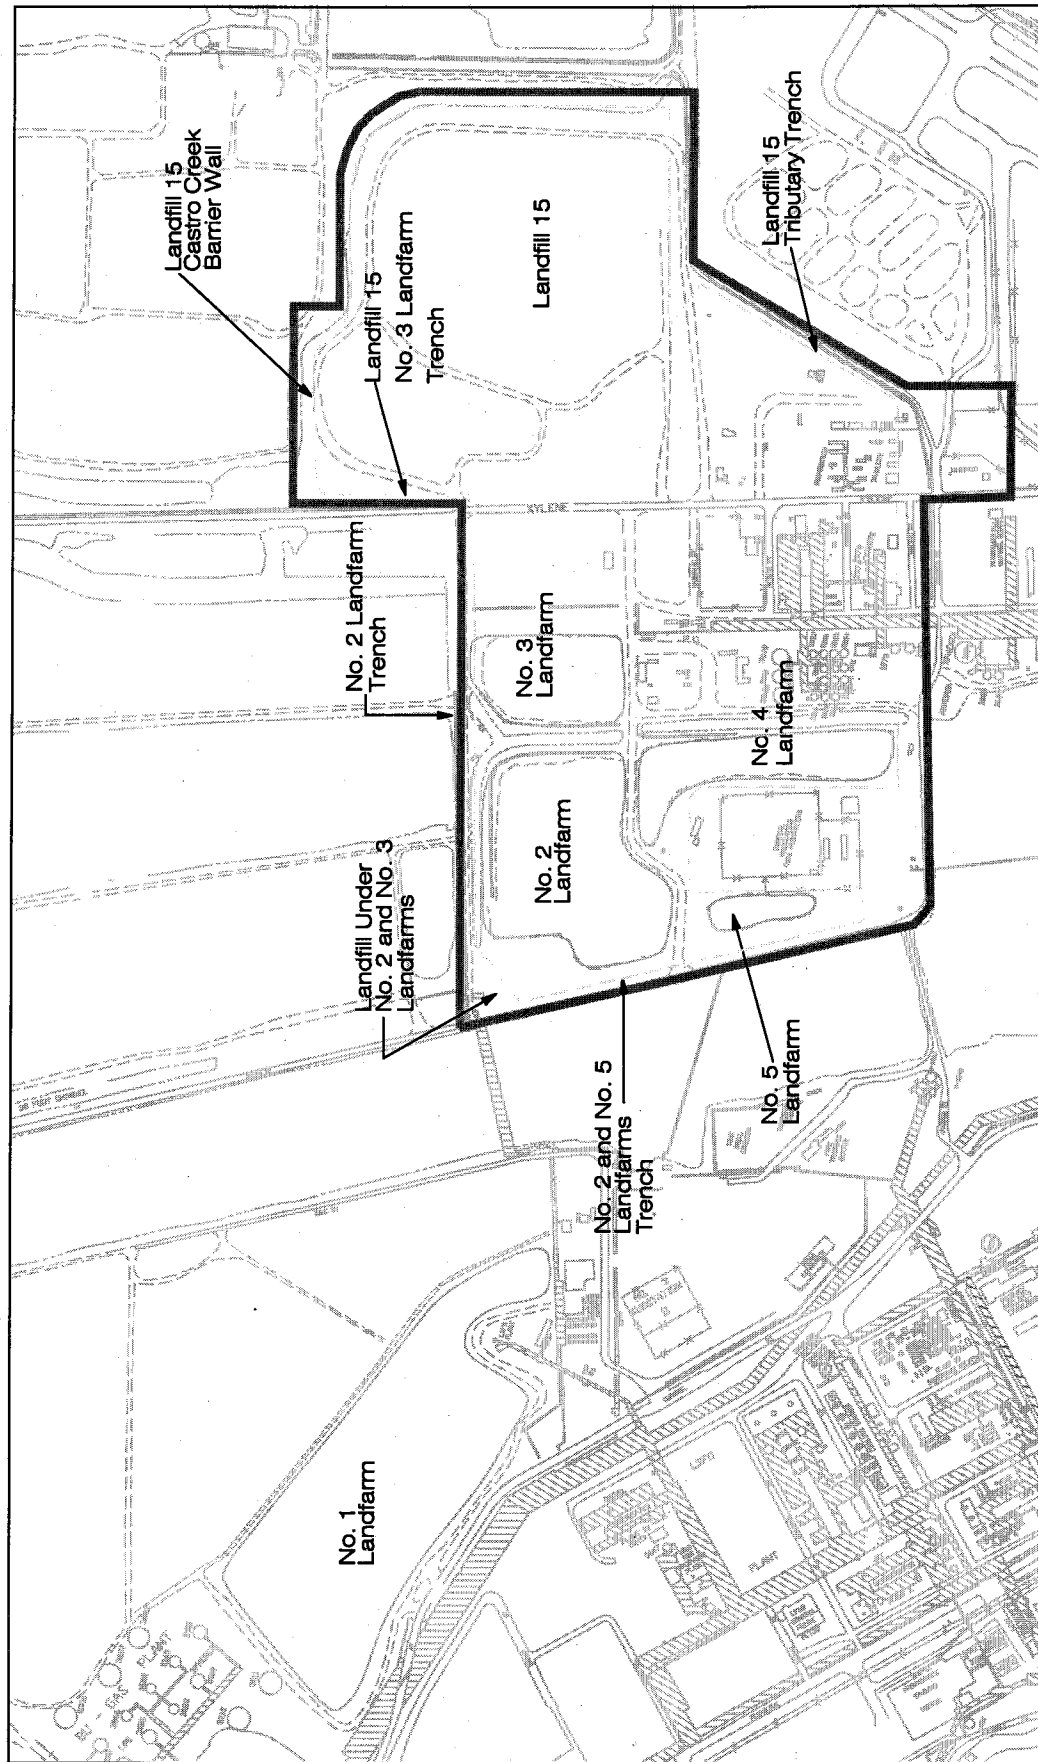 Landfill 15
Castro Creek
Barrier Wall
Landfill 15
No. 3 Landfarm
Trench
Landfill 15
Landfill 15
Tributary Trench
No. 2 Landfarm
Trench
No. 3
Landfarm
No. 4
Landfarm
Landfill Under
No. 2 and No. 3
Landfarms
No. 2
Landfarm
No. 2 and No. 5
Landfarms
Trench
No. 5
Landfarm
No. 1
Landfarm
PLANT
PLANT